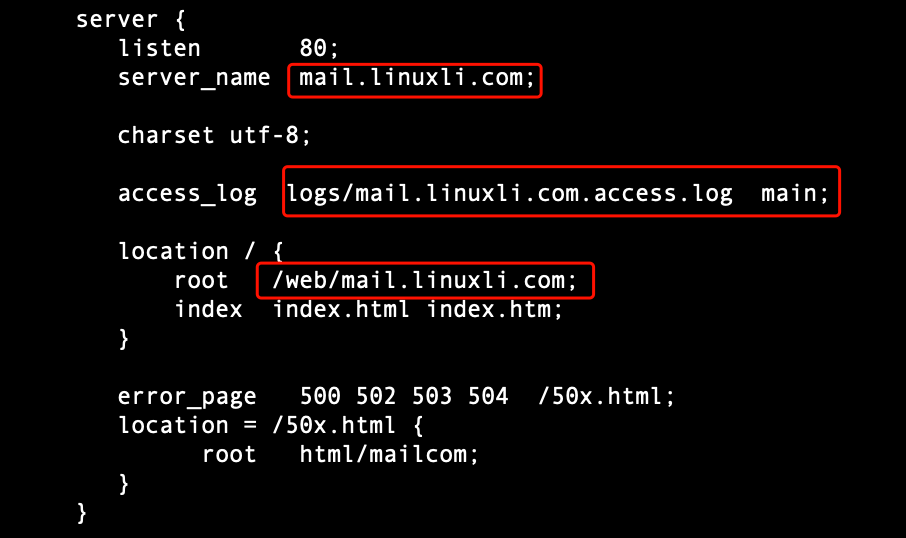 server {
listen 80;
server_name mail.linuxli.com;
charset utf-8;
access_log logs/mail.linuxli.com.access.log main;
location / {
root /web/mail.linuxli.com;
index index.html index.htm;
}
error_page 500 502 503 504 /50x.html;
location = /50x.html {
root html/mailcom;
}
}